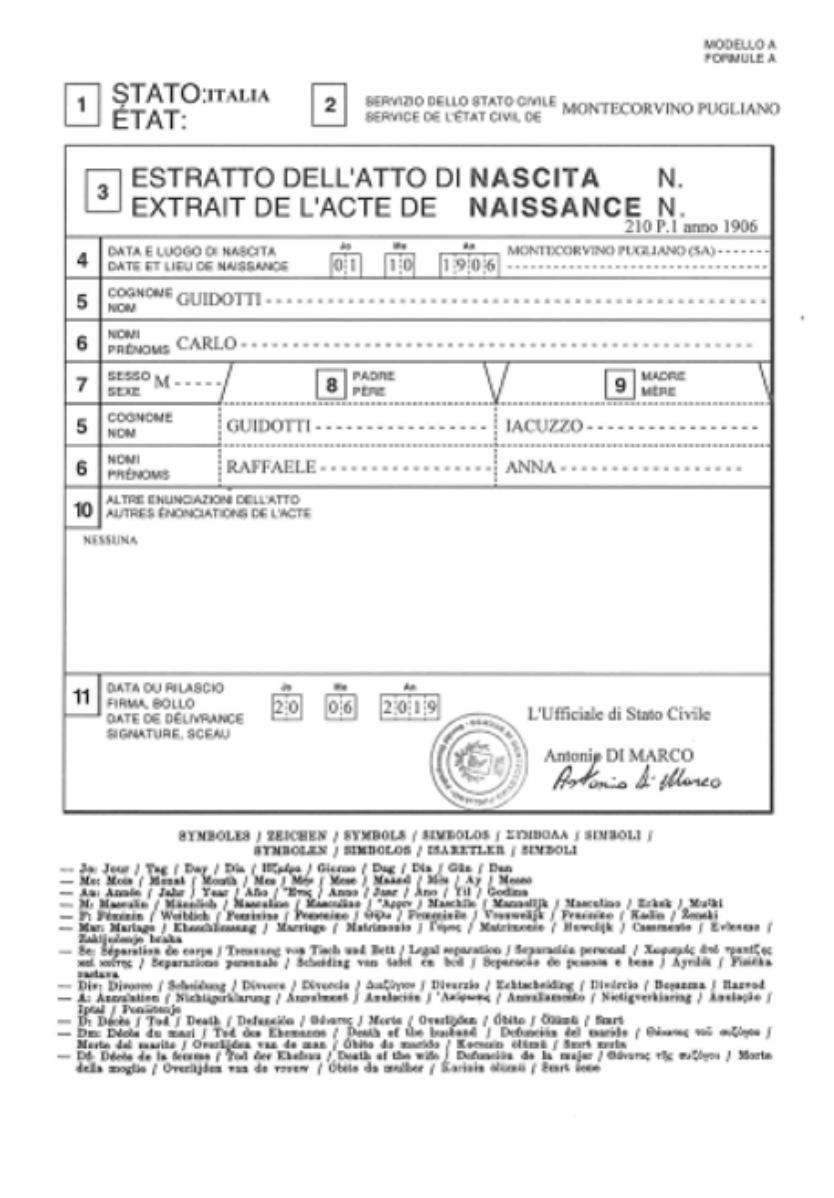 MODELLO A
FORMULE A
1 STATO: ITALIA
ÉTAT:
2 SERVIZIO DELLO STATO CIVILE
SERVICE DE L'ÉTAT CIVIL DE MONTECORVINO PUGLIANO
3 ESTRATTO DELL'ATTO DI NASCITA N.
EXTRAIT DE L'ACTE DE NAISSANCE N.
210 P.1 anno 1906
4 DATA E LUOGO DI NASCITA
DATE ET LIEU DE NAISSANCE
Jo Me An
01 10 1906
MONTECORVINO PUGLIANO (SA)
5 COGNOME
NOM
GUIDOTTI
6 NOMI
PRÉNOMS
CARLO
7 SESSO
SEXE
M
8 PADRE
PÈRE
9 MADRE
MÈRE
5 COGNOME
NOM
GUIDOTTI IACUZZO
6 NOMI
PRÉNOMS
RAFFAELE ANNA
10 ALTRE ENUNCIAZIONI DELL'ATTO
AUTRES ÉNONCIATIONS DE L'ACTE
NESSUNA
11 DATA DU RILASCIO
FIRMA, BOLLO
DATE DE DÉLIVRANCE
SIGNATURE, SCEAU
Jo Me An
20 06 2019
L'Ufficiale di Stato Civile
Antonio DI MARCO
Antonio Di Marco
SYMBOLES / ZEICHEN / SYMBOLS / SIMBOLOS / ΣΥΜΒΟΛΑ / SIMBOLI /
SYMBOLEN / SIMBOLOS / ISARETLER / SIMBOLI
— Jo: Jour / Tag / Day / Dia / Giorno / Dag / Dia / Gün / Dan
— Me: Mois / Monat / Month / Mes / Mese / Maand / Mês / Ay / Mesec
— An: Année / Jahr / Year / Año / Anno / Jaar / Ano / Yil / Godina
— M: Masculin / Männlich / Masculine / Masculino / Maschile / Mannelijk / Masculino / Erkek / Muški
— F: Féminin / Weiblich / Feminine / Femenino / Femminile / Vrouwelijk / Feminino / Kadin / Ženski
— Mar: Mariage / Eheschliessung / Marriage / Matrimonio / Γάμος / Matrimonio / Huwelijk / Casamento / Evlenme /
Zaključenje braka
— Sc: Séparation de corps / Trennung von Tisch und Bett / Legal separation / Separación personal / Χωρισμός ἀπό τραπέζης
καί κοίτης / Separazione personale / Scheiding van tafel en bed / Separação de pessoas e bens / Ayrilik / Fizička
rastava
— Div: Divorce / Scheidung / Divorce / Divorcio / Διαζύγιον / Divorzio / Echtscheiding / Divórcio / Boşanma / Razvod
— A: Annulation / Nichtigerklärung / Annulment / Anulación / Annullamento / Nietigverklaring / Anulação /
Iptal / Poništenje
— D: Décès / Tod / Death / Defunción / Θάνατος / Morte / Overlijden / Óbito / Ölümü / Smrt
— Dm: Décès du mari / Tod des Ehemanns / Death of the husband / Defunción del marido / Θάνατος τοῦ συζύγου /
Morte del marito / Overlijden van de man / Óbito do marido / Kocanin ölümü / Smrt muža
— Df: Décès de la femme / Tod der Ehefrau / Death of the wife / Defunción de la mujer / Θάνατος τῆς συζύγου / Morte
della moglie / Overlijden van de vrouw / Óbito da mulher / Karinin ölümü / Smrt žene